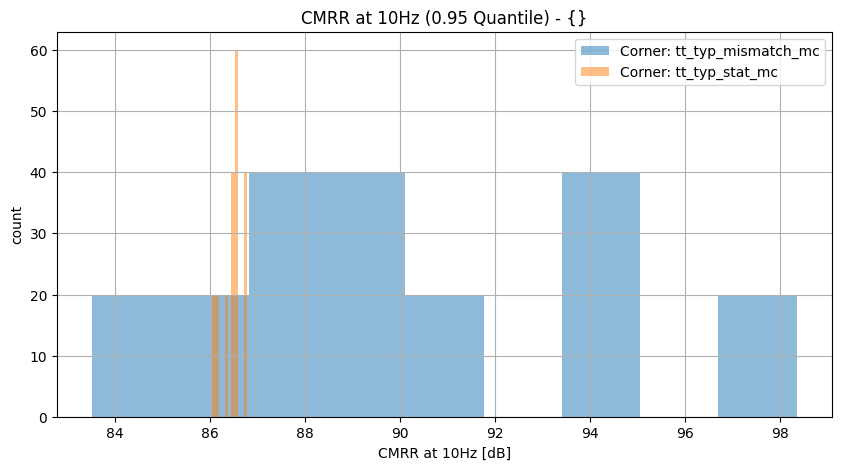 CMRR at 10Hz (0.95 Quantile) - {}
Corner: tt_typ_mismatch_mc
Corner: tt_typ_stat_mc
count
60
50
40
30
20
10
0
84 86 88 90 92 94 96 98
CMRR at 10Hz [dB]